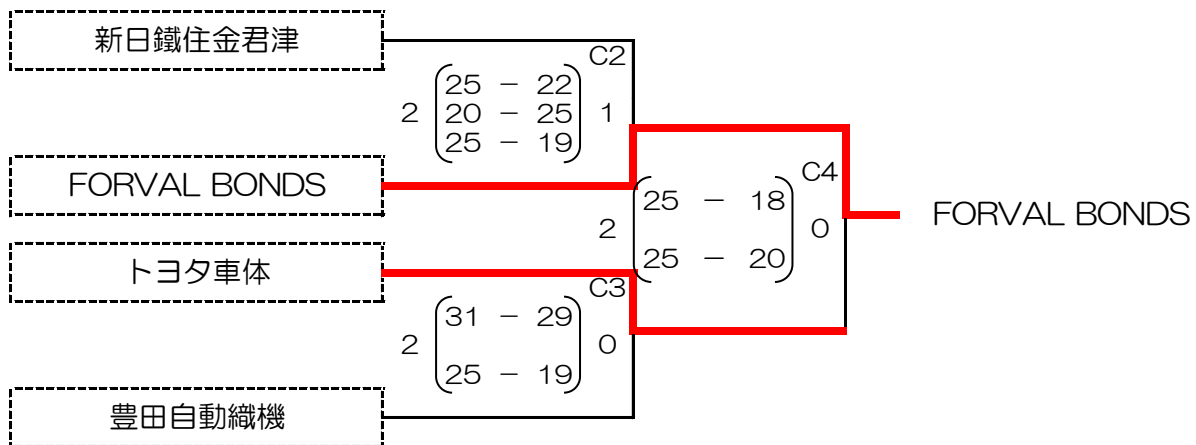 新日鐵住金君津
C2
25 － 22
2 20 － 25 1
25 － 19
FORVAL BONDS
C4
25 － 18
2 0
25 － 20
FORVAL BONDS
トヨタ車体
C3
31 － 29
2 0
25 － 19
豊田自動織機